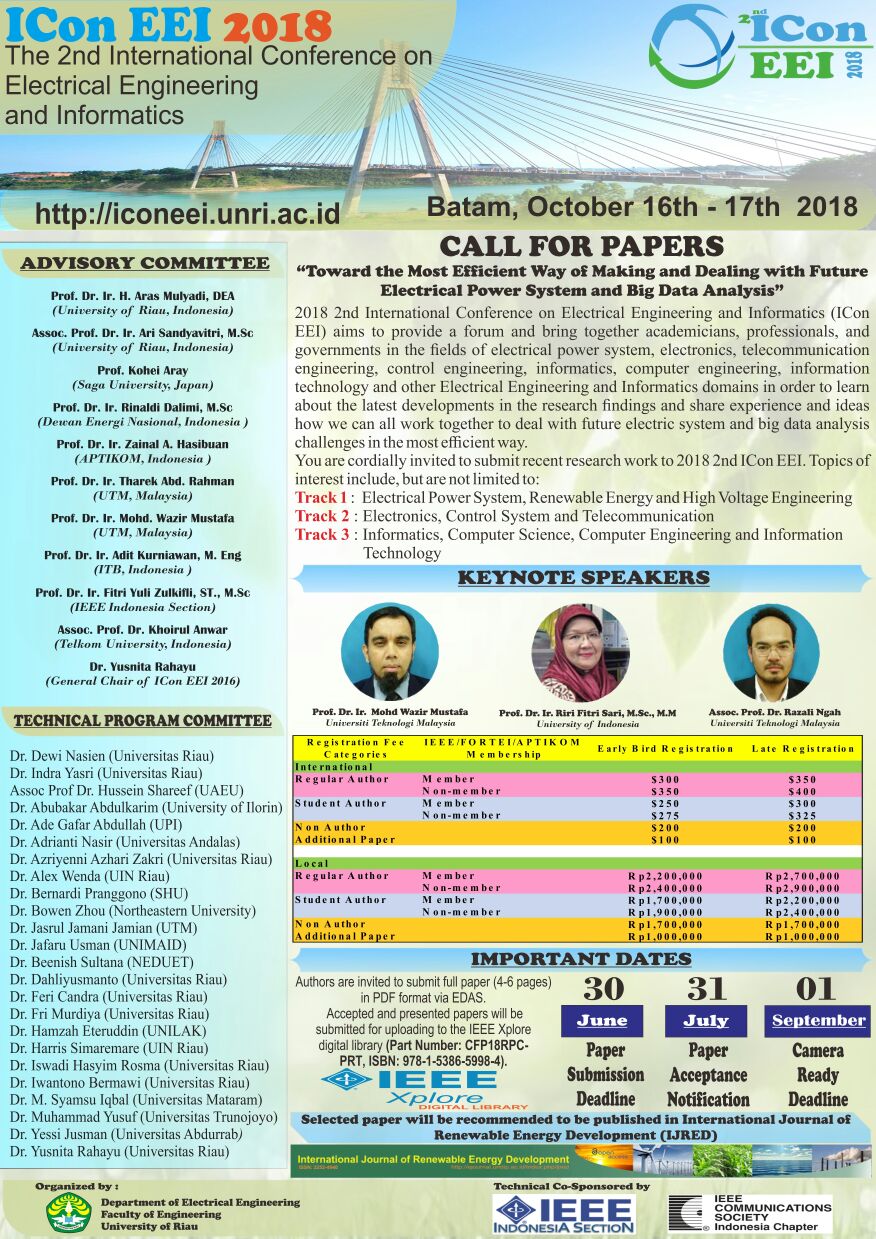 ICon EEI 2018
The 2nd International Conference on
Electrical Engineering
and Informatics
2nd ICon
EEI 2018
http://iconeei.unri.ac.id
Batam, October 16th - 17th 2018
ADVISORY COMMITTEE
Prof. Dr. Ir. H. Aras Mulyadi, DEA
(University of Riau, Indonesia)
Assoc. Prof. Dr. Ir. Ari Sandyavitri, M.Sc
(University of Riau, Indonesia)
Prof. Kohei Aray
(Saga University, Japan)
Prof. Dr. Ir. Rinaldi Dalimi, M.Sc
(Dewan Energi Nasional, Indonesia )
Prof. Dr. Ir. Zainal A. Hasibuan
(APTIKOM, Indonesia )
Prof. Dr. Ir. Tharek Abd. Rahman
(UTM, Malaysia)
Prof. Dr. Ir. Mohd. Wazir Mustafa
(UTM, Malaysia)
Prof. Dr. Ir. Adit Kurniawan, M. Eng
(ITB, Indonesia )
Prof. Dr. Ir. Fitri Yuli Zulkifli, ST., M.Sc
(IEEE Indonesia Section)
Assoc. Prof. Dr. Khoirul Anwar
(Telkom University, Indonesia)
Dr. Yusnita Rahayu
(General Chair of ICon EEI 2016)
TECHNICAL PROGRAM COMMITTEE
Dr. Dewi Nasien (Universitas Riau)
Dr. Indra Yasri (Universitas Riau)
Assoc Prof Dr. Hussein Shareef (UAEU)
Dr. Abubakar Abdulkarim (University of Ilorin)
Dr. Ade Gafar Abdullah (UPI)
Dr. Adrianti Nasir (Universitas Andalas)
Dr. Azriyenni Azhari Zakri (Universitas Riau)
Dr. Alex Wenda (UIN Riau)
Dr. Bernardi Pranggono (SHU)
Dr. Bowen Zhou (Northeastern University)
Dr. Jasrul Jamani Jamian (UTM)
Dr. Jafaru Usman (UNIMAID)
Dr. Beenish Sultana (NEDUET)
Dr. Dahliyusmanto (Universitas Riau)
Dr. Feri Candra (Universitas Riau)
Dr. Fri Murdiya (Universitas Riau)
Dr. Hamzah Eteruddin (UNILAK)
Dr. Harris Simaremare (UIN Riau)
Dr. Iswadi Hasyim Rosma (Universitas Riau)
Dr. Iwantono Bermawi (Universitas Riau)
Dr. M. Syamsu Iqbal (Universitas Mataram)
Dr. Muhammad Yusuf (Universitas Trunojoyo)
Dr. Yessi Jusman (Universitas Abdurrab)
Dr. Yusnita Rahayu (Universitas Riau)
CALL FOR PAPERS
“Toward the Most Efficient Way of Making and Dealing with Future
Electrical Power System and Big Data Analysis”
2018 2nd International Conference on Electrical Engineering and Informatics (ICon
EEI) aims to provide a forum and bring together academicians, professionals, and
governments in the fields of electrical power system, electronics, telecommunication
engineering, control engineering, informatics, computer engineering, information
technology and other Electrical Engineering and Informatics domains in order to learn
about the latest developments in the research findings and share experience and ideas
how we can all work together to deal with future electric system and big data analysis
challenges in the most efficient way.
You are cordially invited to submit recent research work to 2018 2nd ICon EEI. Topics of
interest include, but are not limited to:
Track 1 : Electrical Power System, Renewable Energy and High Voltage Engineering
Track 2 : Electronics, Control System and Telecommunication
Track 3 : Informatics, Computer Science, Computer Engineering and Information
Technology
KEYNOTE SPEAKERS
Prof. Dr. Ir. Mohd Wazir Mustafa
Universiti Teknologi Malaysia
Prof. Dr. Ir. Riri Fitri Sari, M.Sc., M.M
University of Indonesia
Assoc. Prof. Dr. Razali Ngah
Universiti Teknologi Malaysia
Registration Fee Categories IEEE/FORTEI/APTIKOM Membership Early Bird Registration Late Registration
International
Regular Author Member $300 $350
Non-member $350 $400
Student Author Member $250 $300
Non-member $275 $325
Non Author $200 $200
Additional Paper $100 $100
Local
Regular Author Member Rp2,200,000 Rp2,700,000
Non-member Rp2,400,000 Rp2,900,000
Student Author Member Rp1,700,000 Rp2,200,000
Non-member Rp1,900,000 Rp2,400,000
Non Author Rp1,700,000 Rp1,700,000
Additional Paper Rp1,000,000 Rp1,000,000
IMPORTANT DATES
Authors are invited to submit full paper (4-6 pages)
in PDF format via EDAS.
Accepted and presented papers will be
submitted for uploading to the IEEE Xplore
digital library (Part Number: CFP18RPC-
PRT, ISBN: 978-1-5386-5998-4).
IEEE
Xplore
DIGITAL LIBRARY
30
June
Paper
Submission
Deadline
31
July
Paper
Acceptance
Notification
01
September
Camera
Ready
Deadline
Selected paper will be recommended to be published in International Journal of
Renewable Energy Development (IJRED)
International Journal of Renewable Energy Development
ISSN: 2252-4940
open access
Organized by :
Department of Electrical Engineering
Faculty of Engineering
University of Riau
Technical Co-Sponsored by
IEEE
INDONESIA SECTION
IEEE
COMMUNICATIONS
SOCIETY
Indonesia Chapter